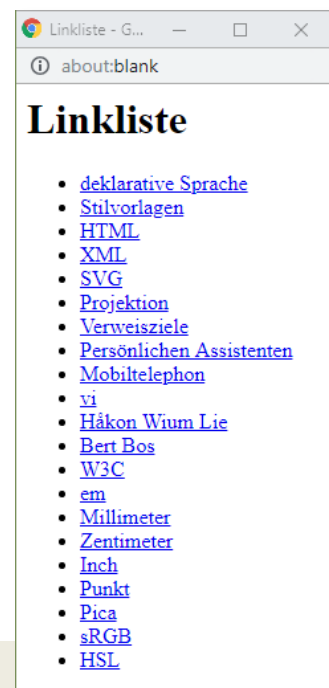 Linkliste - G...
about:blank
Linkliste
deklarative Sprache
Stilvorlagen
HTML
XML
SVG
Projektion
Verweisziele
Persönlichen Assistenten
Mobiltelephon
vi
Håkon Wium Lie
Bert Bos
W3C
em
Millimeter
Zentimeter
Inch
Punkt
Pica
sRGB
HSL